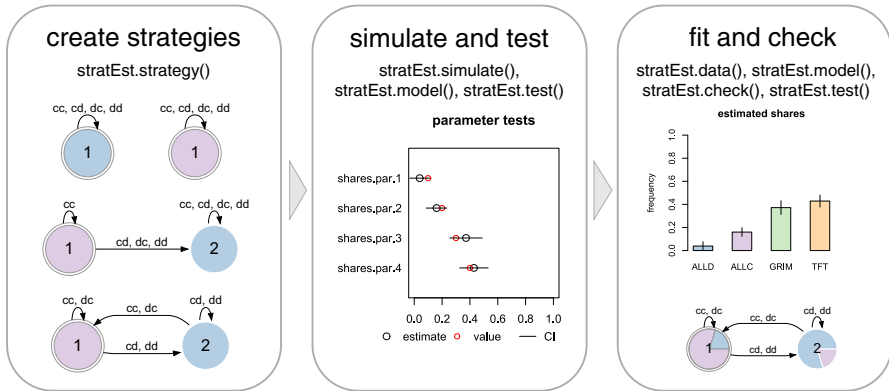 create strategies
stratEst.strategy()
cc, cd, dc, dd
1
cc, cd, dc, dd
1
cc
1
cd, dc, dd
cc, cd, dc, dd
2
cc, dc
1
cc, dc
cd, dd
cd, dd
2
simulate and test
stratEst.simulate(),
stratEst.model(), stratEst.test()
parameter tests
shares.par.1
shares.par.2
shares.par.3
shares.par.4
0.0 0.2 0.4 0.6 0.8 1.0
estimate value CI
fit and check
stratEst.data(), stratEst.model(),
stratEst.check(), stratEst.test()
estimated shares
frequency
1.0
0.8
0.6
0.4
0.2
0.0
ALLD ALLC GRIM TFT
cc, dc
1
cc, dc
cd, dd
cd, dd
2